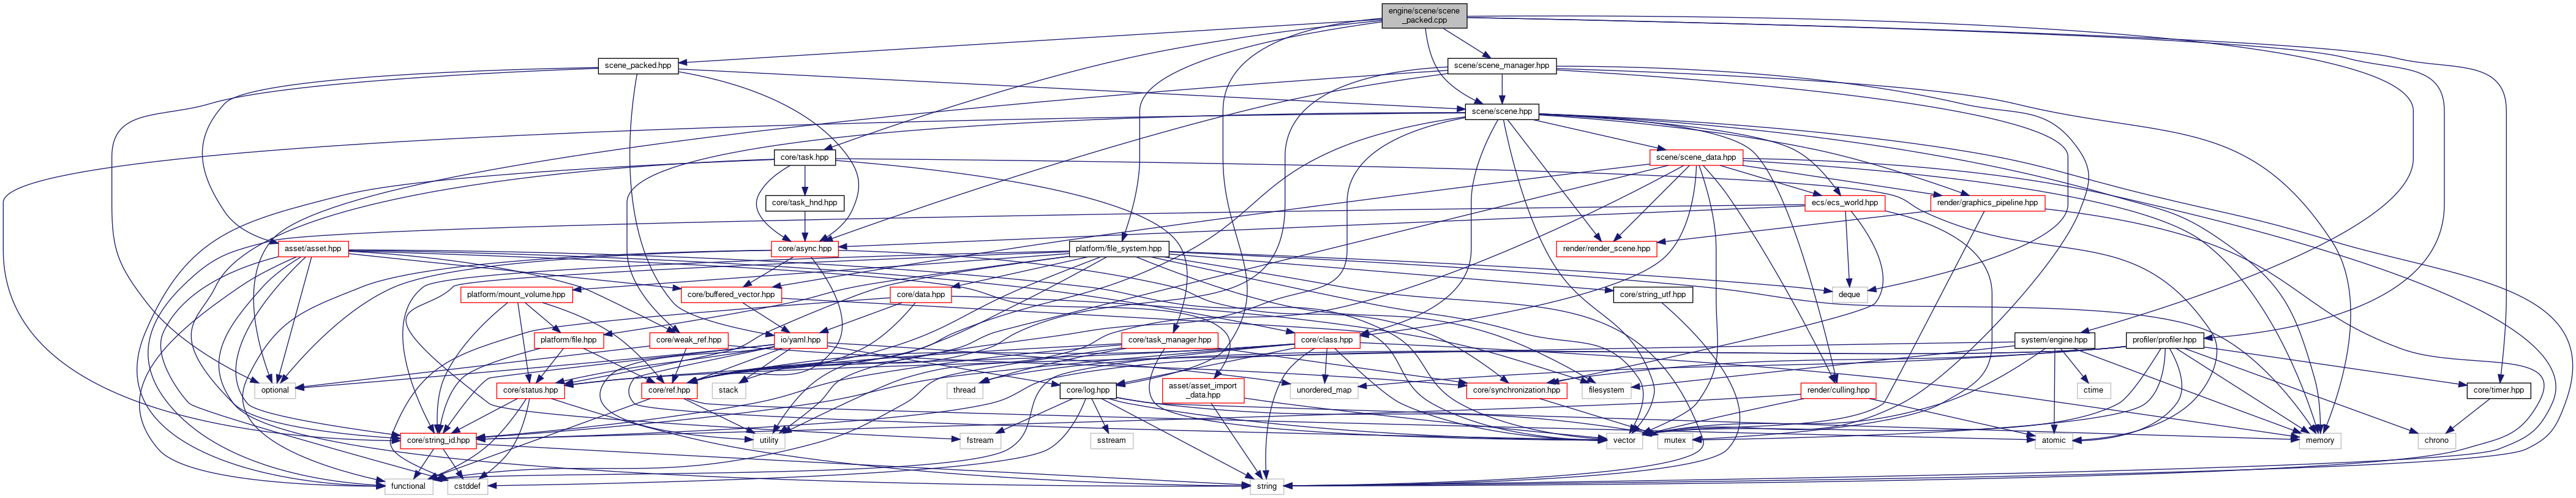 engine/scene/scene
_packed.cpp
scene_packed.hpp
scene/scene_manager.hpp
scene/scene.hpp
core/task.hpp
scene/scene_data.hpp
core/task_hnd.hpp
ecs/ecs_world.hpp
render/graphics_pipeline.hpp
asset/asset.hpp
core/async.hpp
platform/file_system.hpp
render/render_scene.hpp
platform/mount_volume.hpp
core/buffered_vector.hpp
core/data.hpp
core/string_utf.hpp
deque
platform/file.hpp
core/weak_ref.hpp
io/yaml.hpp
core/task_manager.hpp
core/class.hpp
system/engine.hpp
profiler/profiler.hpp
optional
core/status.hpp
core/ref.hpp
stack
core/log.hpp
thread
asset/asset_import
_data.hpp
unordered_map
core/synchronization.hpp
filesystem
render/culling.hpp
ctime
core/timer.hpp
core/string_id.hpp
utility
fstream
sstream
vector
mutex
atomic
memory
chrono
functional
cstddef
string